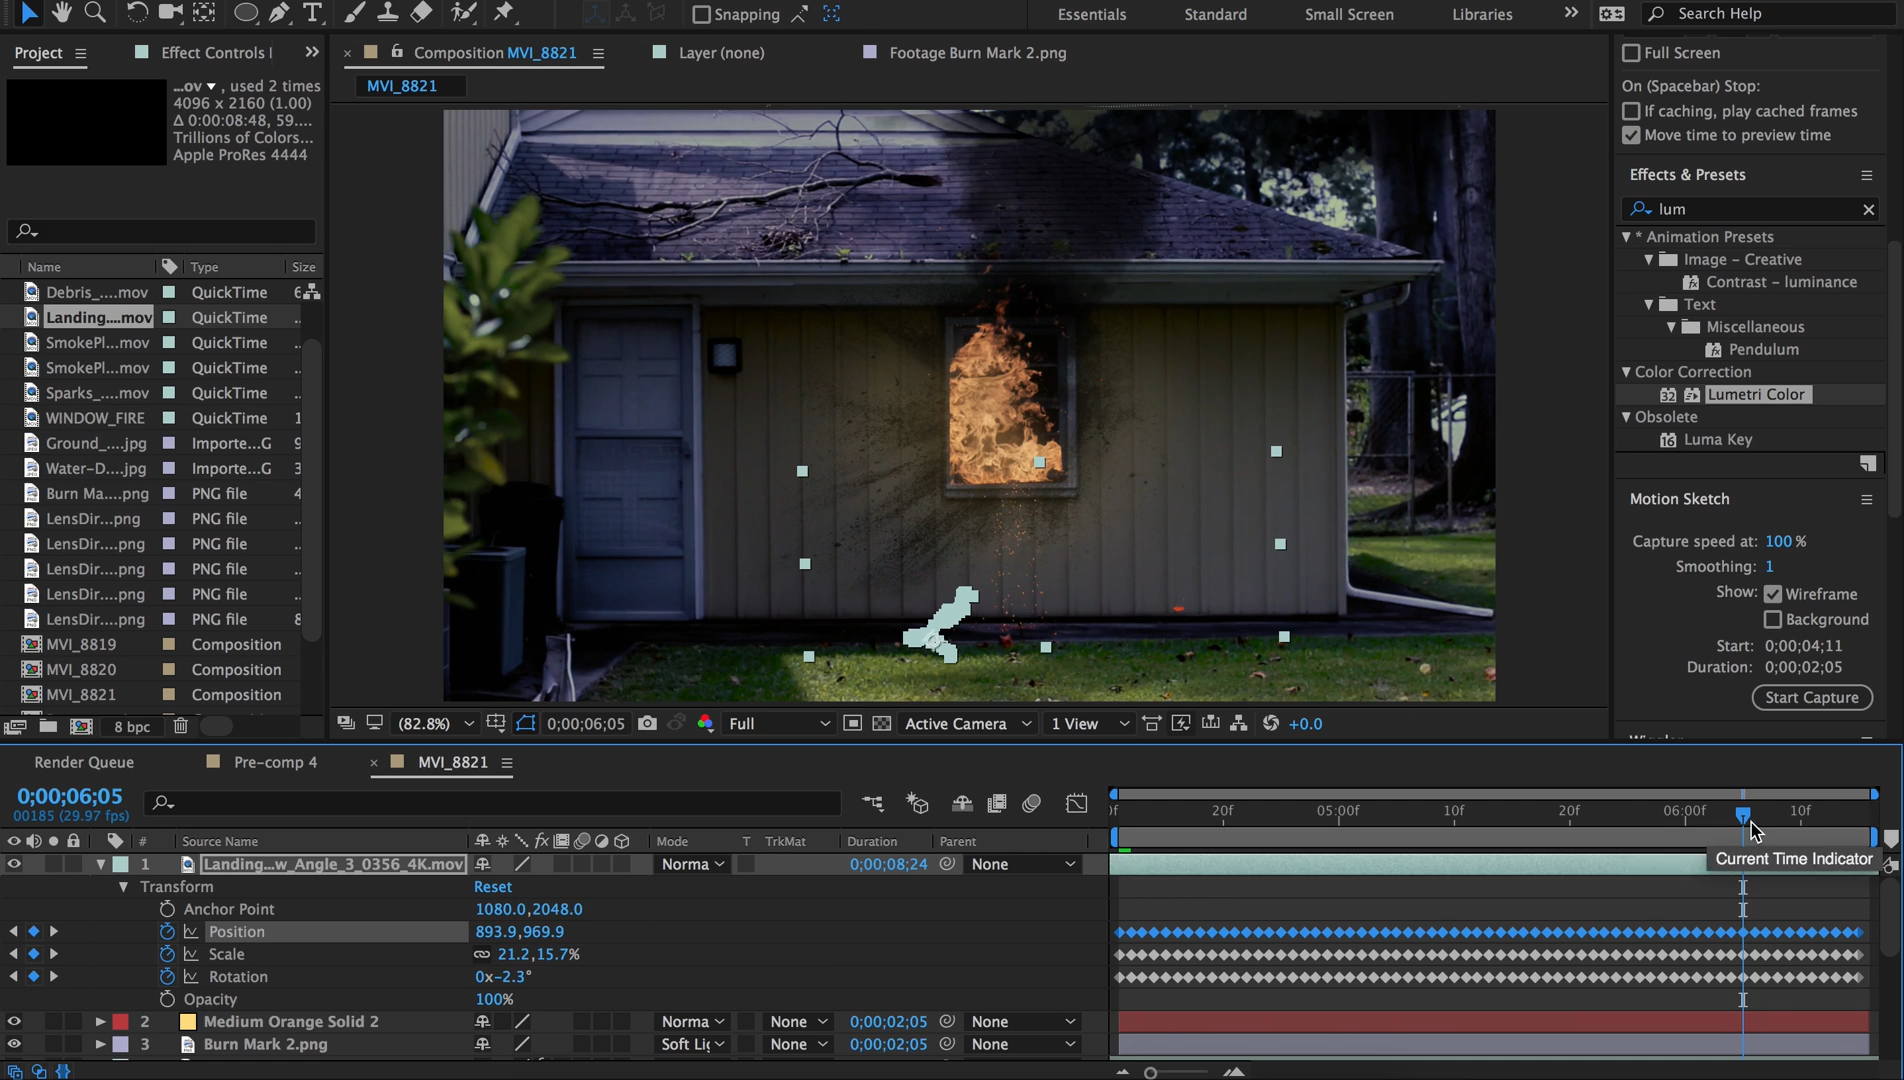 Snapping
Essentials
Standard
Small Screen
Libraries
Search Help
Project
Effect Controls
Composition MVI_8821
Layer (none)
Footage Burn Mark 2.png
MVI_8821
...ov, used 2 times
4096 x 2160 (1.00)
Δ 0:00:08:48, 59....
Trillions of Colors...
Apple ProRes 4444
Name Type Size
Debris_....mov QuickTime 6
Landing....mov QuickTime ..
SmokePl...mov QuickTime ..
SmokePl...mov QuickTime ..
Sparks_....mov QuickTime ..
WINDOW_FIRE QuickTime 1
Ground_....jpg Importe...G 9
Water-D....jpg Importe...G 3
Burn Ma....png PNG file 4
LensDir...png PNG file ..
LensDir....png PNG file ..
LensDir....png PNG file ..
LensDir....png PNG file ..
LensDir....png PNG file 8
MVI_8819 Composition
MVI_8820 Composition
MVI_8821 Composition
8 bpc
(82.8%)
0;00;06;05
Full
Active Camera
1 View
+0.0
Full Screen
On (Spacebar) Stop:
If caching, play cached frames
Move time to preview time
Effects & Presets
lum
* Animation Presets
Image – Creative
Contrast – luminance
Text
Miscellaneous
Pendulum
Color Correction
32 Lumetri Color
Obsolete
16 Luma Key
Motion Sketch
Capture speed at: 100 %
Smoothing: 1
Show: Wireframe
Background
Start: 0;00;04;11
Duration: 0;00;02;05
Start Capture
Render Queue
Pre-comp 4
MVI_8821
0;00;06;05
00185 (29.97 fps)
20f 05:00f 10f 20f 06:00f 10f
# Source Name fx Mode T TrkMat Duration Parent
1 Landing...w_Angle_3_0356_4K.mov Norma 0;00;08;24 None
Current Time Indicator
Transform Reset
Anchor Point 1080.0,2048.0
Position 893.9,969.9
Scale 21.2,15.7%
Rotation 0x-2.3°
Opacity 100%
2 Medium Orange Solid 2 Norma None 0;00;02;05 None
3 Burn Mark 2.png Soft Lig None 0;00;02;05 None